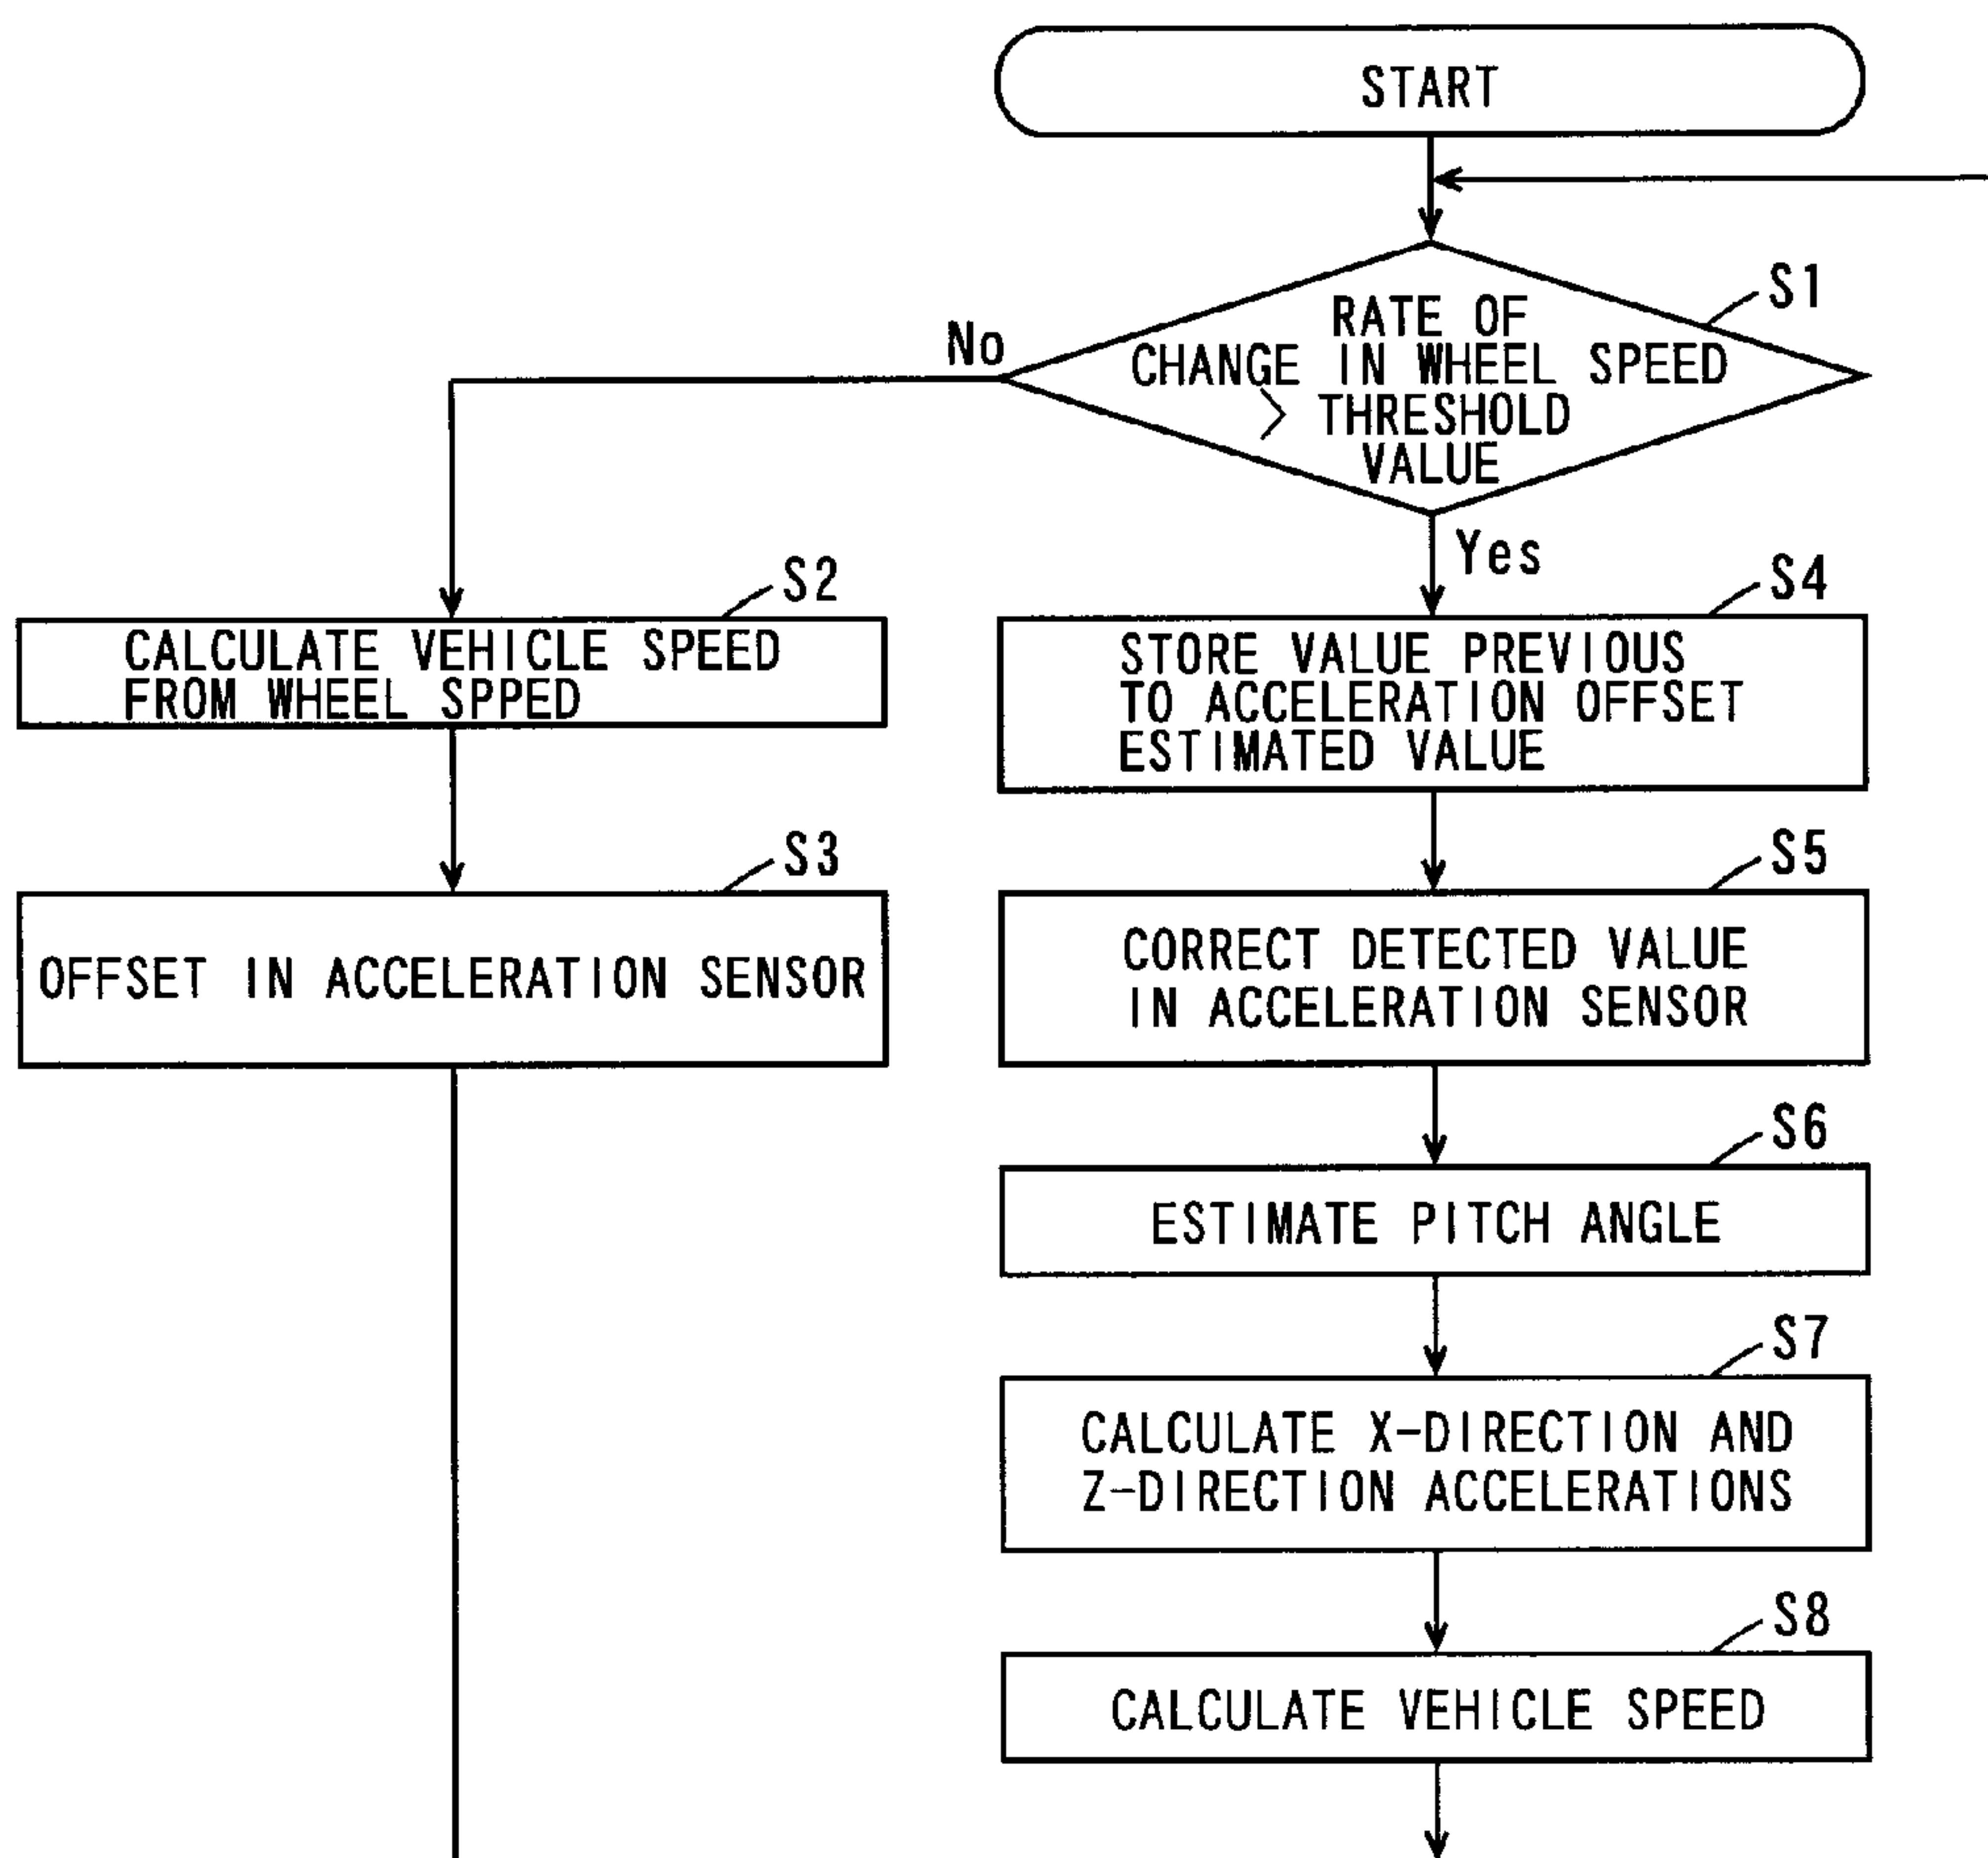 START
S1
RATE OF
CHANGE IN WHEEL SPEED
> THRESHOLD
VALUE
No
Yes
S2
CALCULATE VEHICLE SPEED
FROM WHEEL SPPED
S3
OFFSET IN ACCELERATION SENSOR
S4
STORE VALUE PREVIOUS
TO ACCELERATION OFFSET
ESTIMATED VALUE
S5
CORRECT DETECTED VALUE
IN ACCELERATION SENSOR
S6
ESTIMATE PITCH ANGLE
S7
CALCULATE X-DIRECTION AND
Z-DIRECTION ACCELERATIONS
S8
CALCULATE VEHICLE SPEED